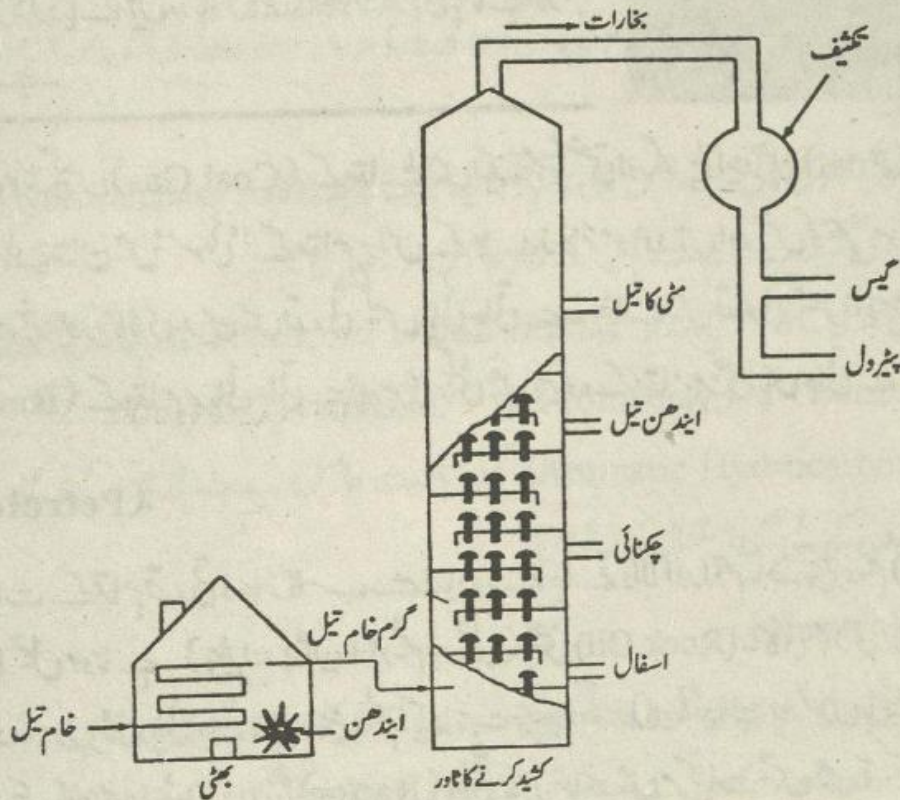 بخارات
تکثیف
گیس
مٹی کا تیل
پٹیرول
ایندھن تیل
چکنائی
گرم خام تیل
اسفال
خام تیل
ایندھن
بھٹی
کشید کرنے کا ٹاور